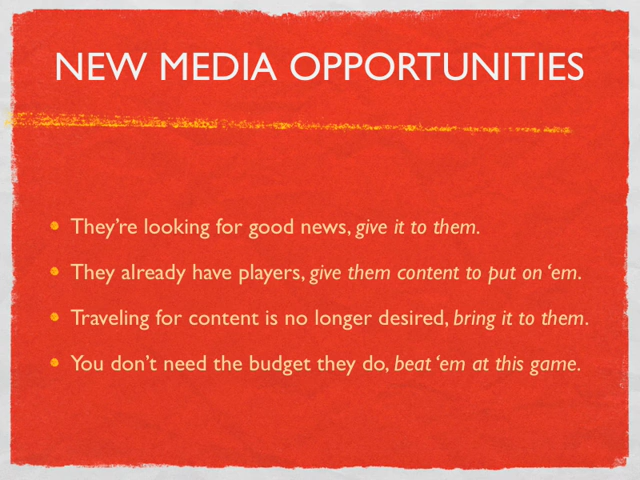 NEW MEDIA OPPORTUNITIES
They’re looking for good news, give it to them.
They already have players, give them content to put on ‘em.
Traveling for content is no longer desired, bring it to them.
You don’t need the budget they do, beat ‘em at this game.